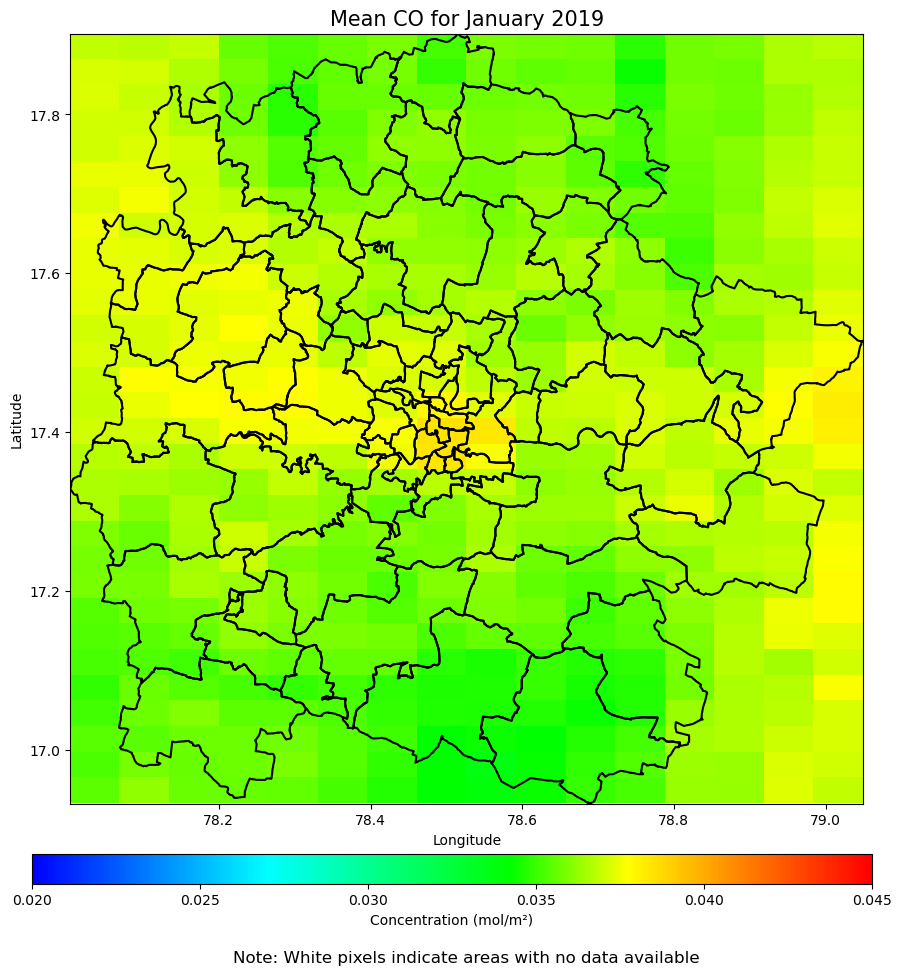 Mean CO for January 2019
17.8
17.6
17.4
17.2
17.0
Latitude
78.2 78.4 78.6 78.8 79.0
Longitude
0.020 0.025 0.030 0.035 0.040 0.045
Concentration (mol/m²)
Note: White pixels indicate areas with no data available